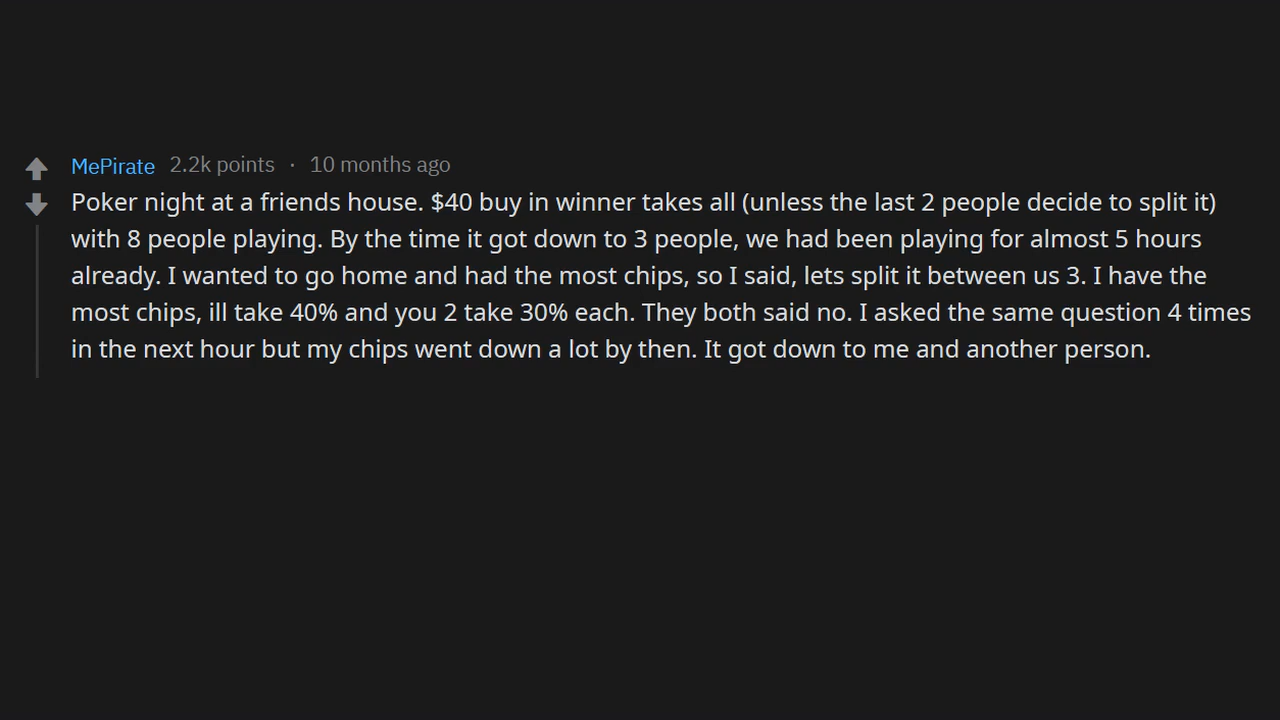 MePirate 2.2k points · 10 months ago
Poker night at a friends house. $40 buy in winner takes all (unless the last 2 people decide to split it)
with 8 people playing. By the time it got down to 3 people, we had been playing for almost 5 hours
already. I wanted to go home and had the most chips, so I said, lets split it between us 3. I have the
most chips, ill take 40% and you 2 take 30% each. They both said no. I asked the same question 4 times
in the next hour but my chips went down a lot by then. It got down to me and another person.